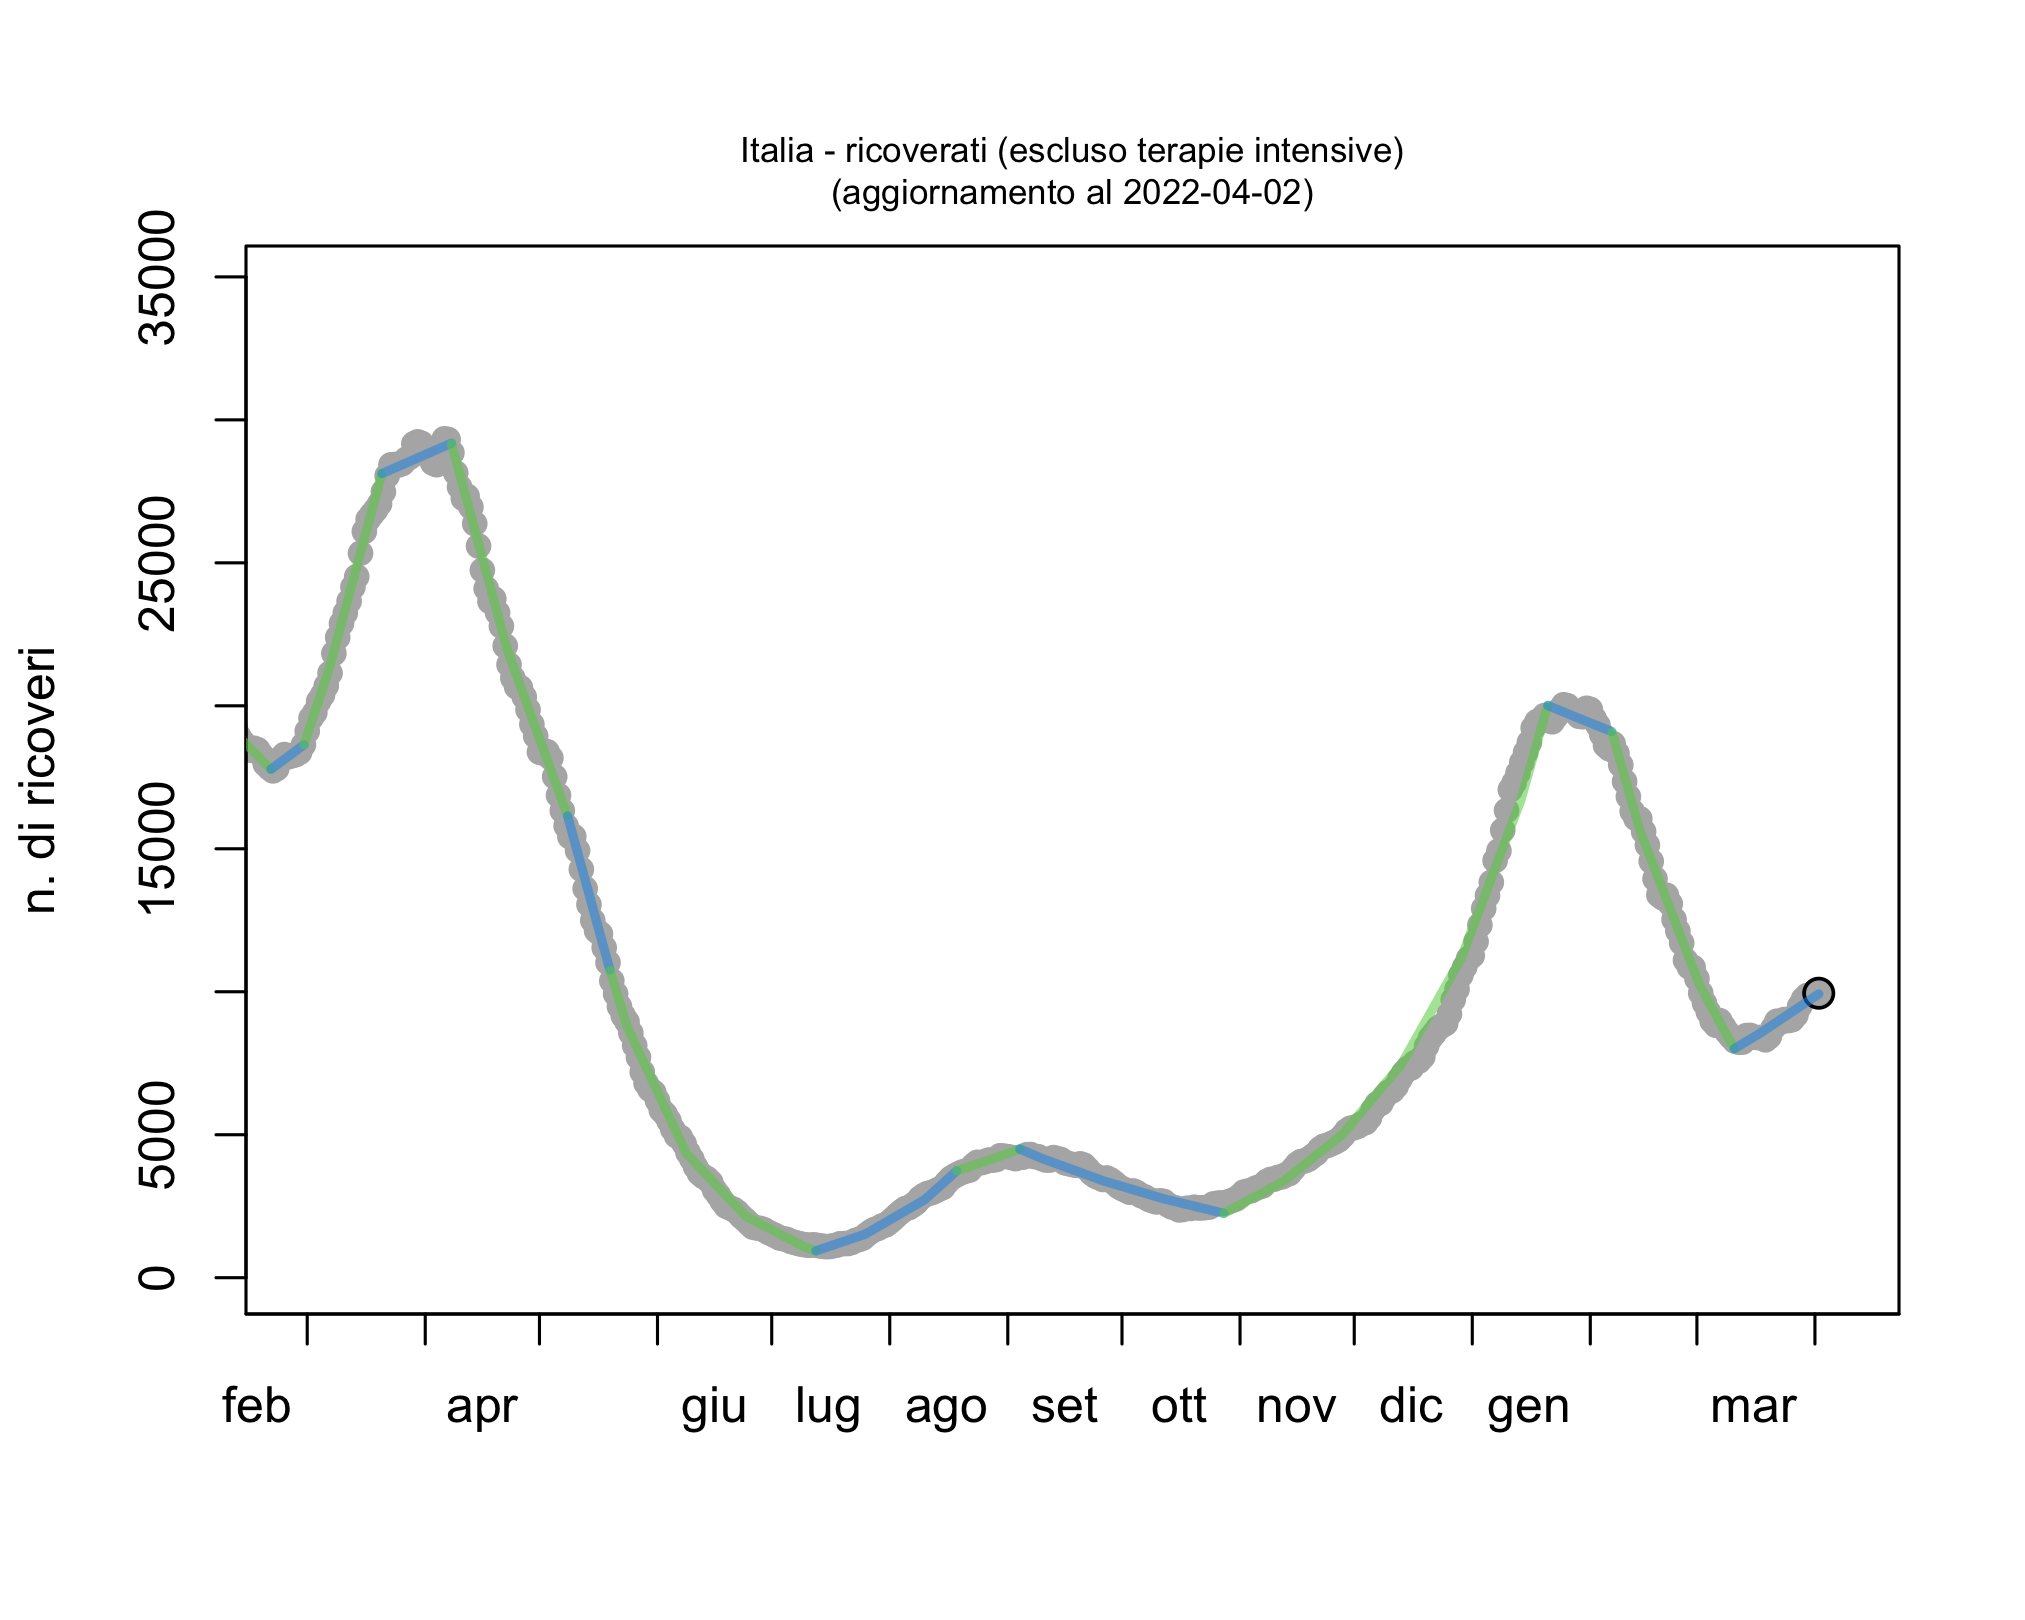 Italia - ricoverati (escluso terapie intensive)
(aggiornamento al 2022-04-02)
35000
25000
15000
5000
0
n. di ricoveri
feb apr giu lug ago set ott nov dic gen mar